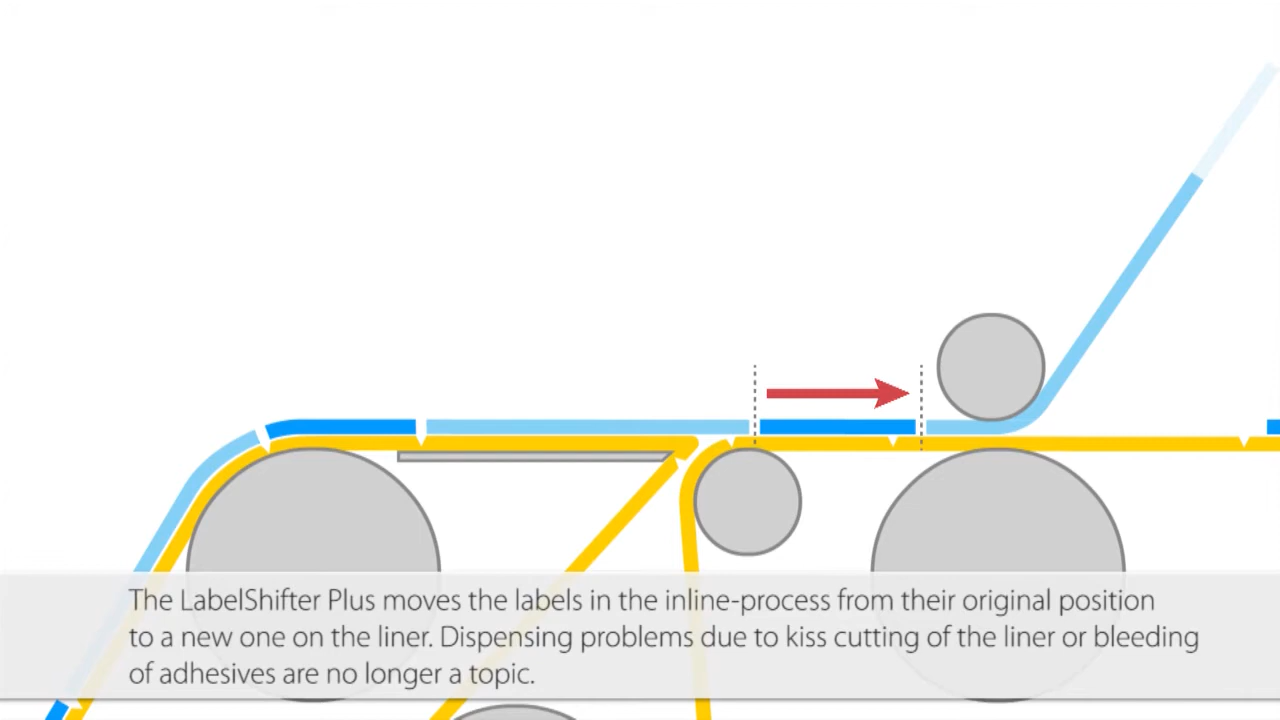 The LabelShifter Plus moves the labels in the inline-process from their original position
to a new one on the liner. Dispensing problems due to kiss cutting of the liner or bleeding
of adhesives are no longer a topic.